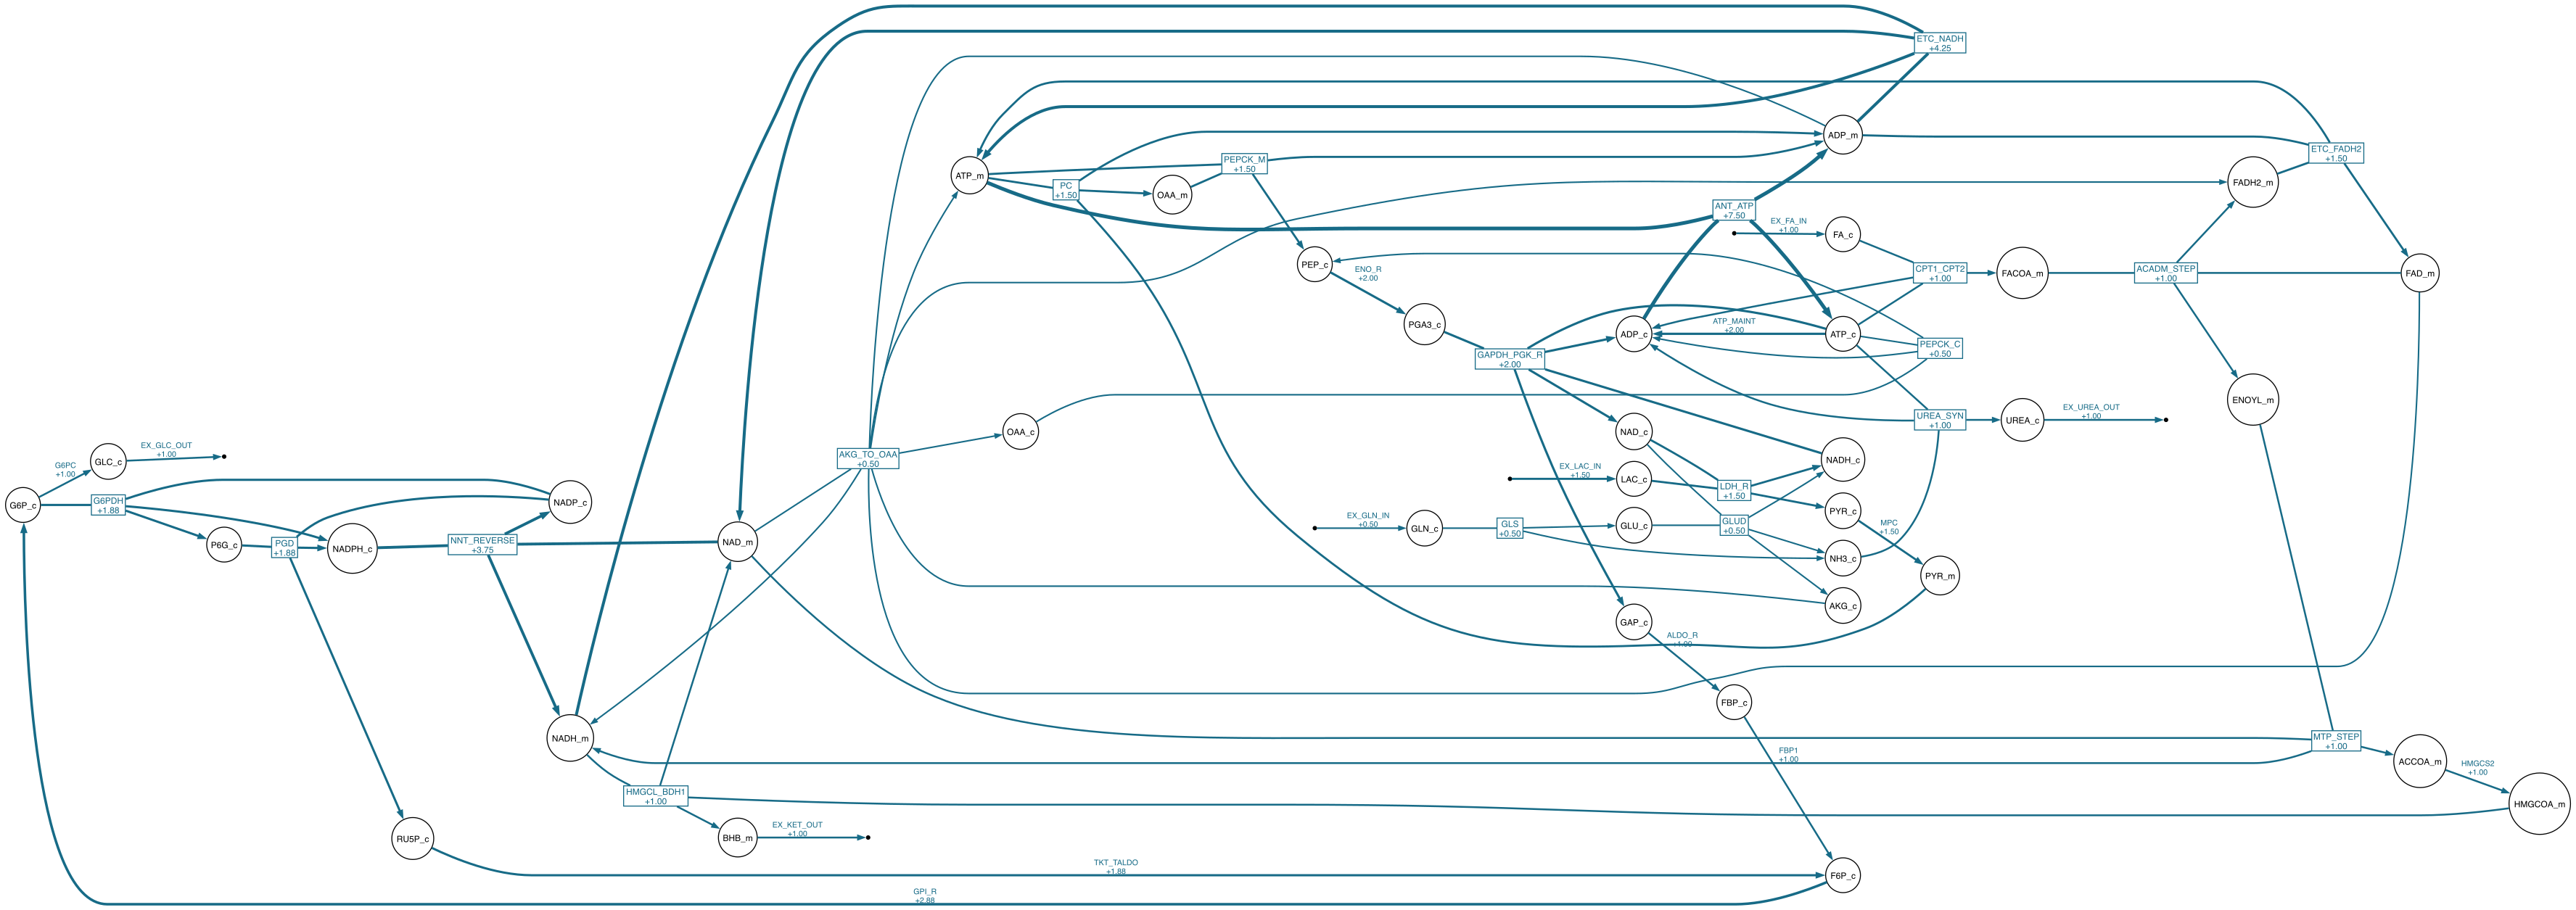 ETC_NADH
+4.25
ADP_m
ETC_FADH2
+1.50
PEPCK_M
+1.50
ATP_m
PC
+1.50
OAA_m
FADH2_m
ANT_ATP
+7.50
EX_FA_IN
+1.00
FA_c
PEP_c
ENO_R
+2.00
CPT1_CPT2
+1.00
FACOA_m
ACADM_STEP
+1.00
FAD_m
PGA3_c
ADP_c
ATP_MAINT
+2.00
ATP_c
PEPCK_C
+0.50
GAPDH_PGK_R
+2.00
ENOYL_m
OAA_c
NAD_c
UREA_SYN
+1.00
UREA_c
EX_UREA_OUT
+1.00
AKG_TO_OAA
+0.50
NADH_c
EX_GLC_OUT
+1.00
GLC_c
G6PC
+1.00
EX_LAC_IN
+1.50
LAC_c
LDH_R
+1.50
G6P_c
G6PDH
+1.88
NADP_c
PYR_c
MPC
+1.50
EX_GLN_IN
+0.50
GLN_c
GLS
+0.50
GLU_c
GLUD
+0.50
P6G_c
PGD
+1.88
NADPH_c
NNT_REVERSE
+3.75
NAD_m
NH3_c
PYR_m
AKG_c
GAP_c
ALDO_R
+1.00
FBP_c
NADH_m
FBP1
+1.00
MTP_STEP
+1.00
ACCOA_m
HMGCS2
+1.00
HMGCOA_m
HMGCL_BDH1
+1.00
RU5P_c
BHB_m
EX_KET_OUT
+1.00
TKT_TALDO
+1.88
F6P_c
GPI_R
+2.88